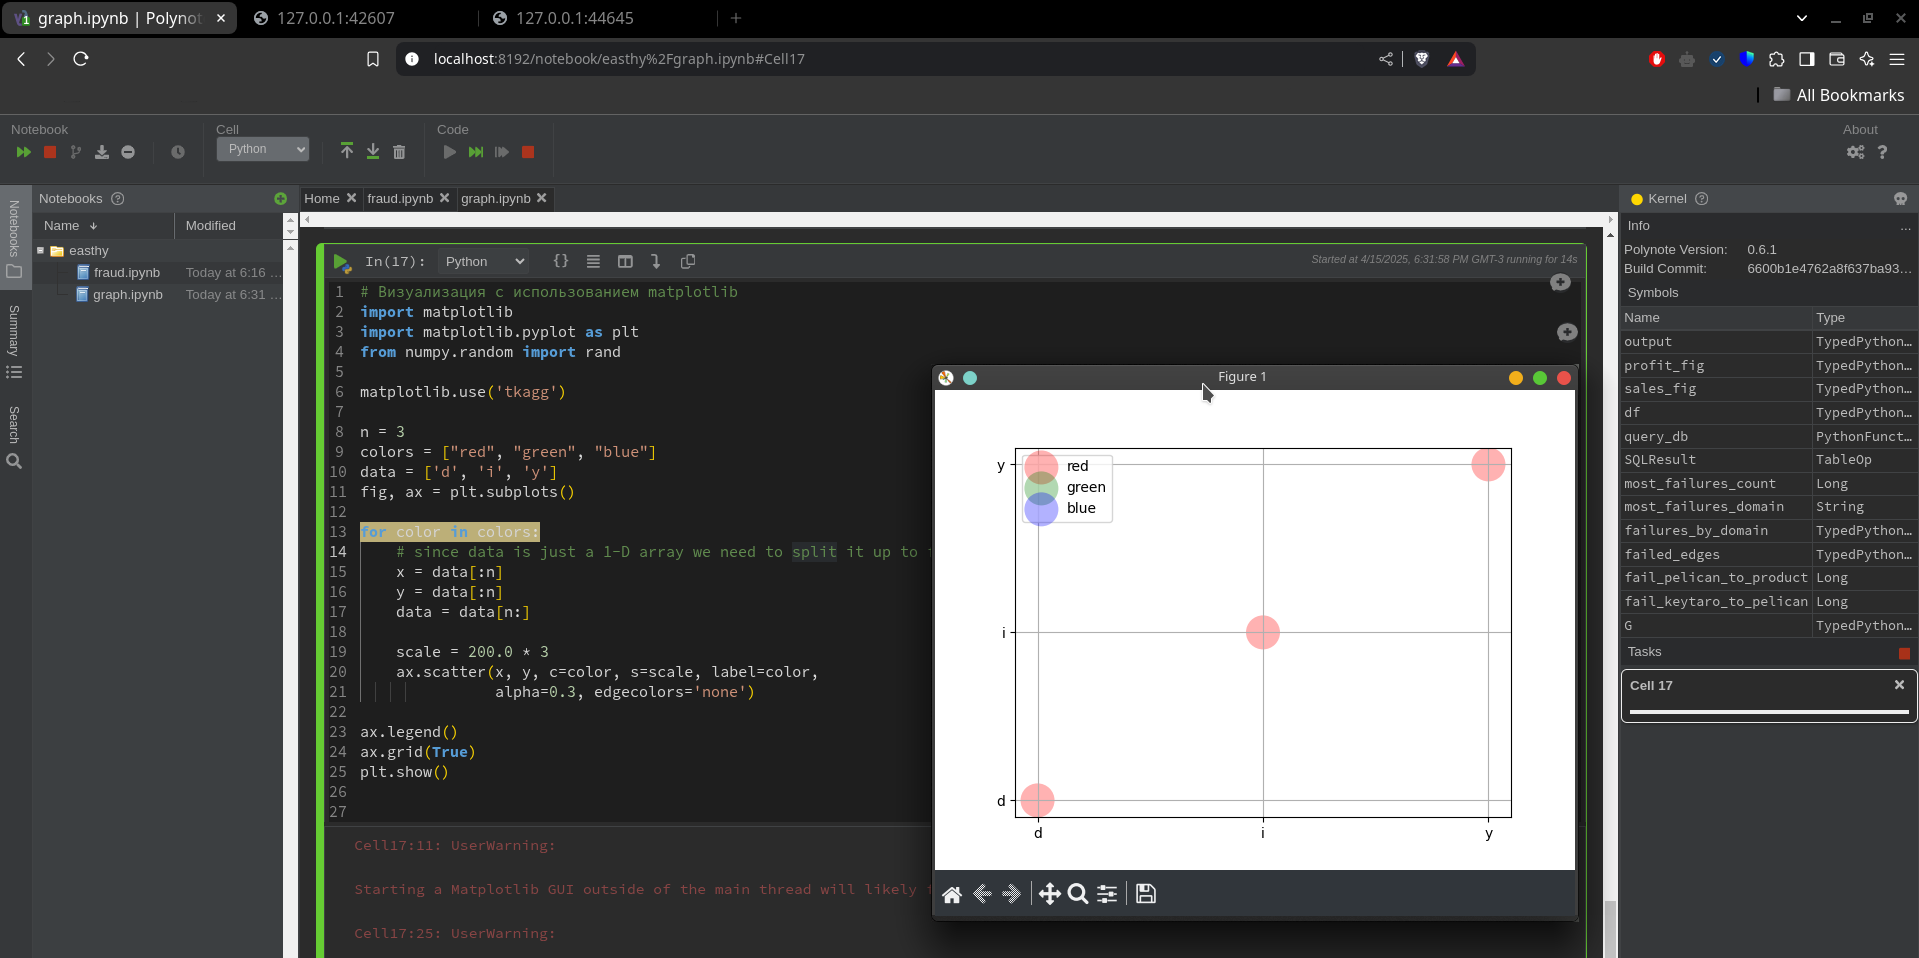 graph.ipynb | Polynot
127.0.0.1:42607
127.0.0.1:44645
localhost:8192/notebook/easthy%2Fgraph.ipynb#Cell17
All Bookmarks
Notebook
Cell
Code
About
Python
Notebooks
Home
fraud.ipynb
graph.ipynb
Kernel
Name
Modified
easthy
fraud.ipynb
Today at 6:16 ...
graph.ipynb
Today at 6:31 ...
Notebooks
Summary
Search
In(17):
Python
{}
Started at 4/15/2025, 6:31:58 PM GMT-3 running for 14s
1 # Визуализация с использованием matplotlib
2 import matplotlib
3 import matplotlib.pyplot as plt
4 from numpy.random import rand
5
6 matplotlib.use('tkagg')
7
8 n = 3
9 colors = ["red", "green", "blue"]
10 data = ['d', 'i', 'y']
11 fig, ax = plt.subplots()
12
13 for color in colors:
14 # since data is just a 1-D array we need to split it up to
15 x = data[:n]
16 y = data[:n]
17 data = data[n:]
18
19 scale = 200.0 * 3
20 ax.scatter(x, y, c=color, s=scale, label=color,
21 alpha=0.3, edgecolors='none')
22
23 ax.legend()
24 ax.grid(True)
25 plt.show()
26
27
Cell17:11: UserWarning:
Starting a Matplotlib GUI outside of the main thread will likely
Cell17:25: UserWarning:
Figure 1
y
red
green
blue
i
d
d
i
y
Info
...
Polynote Version: 0.6.1
Build Commit: 6600b1e4762a8f637ba93...
Symbols
Name Type
output TypedPython...
profit_fig TypedPython...
sales_fig TypedPython...
df TypedPython...
query_db PythonFunct...
SQLResult TableOp
most_failures_count Long
most_failures_domain String
failures_by_domain TypedPython...
failed_edges TypedPython...
fail_pelican_to_product Long
fail_keytaro_to_pelican Long
G TypedPython...
Tasks
Cell 17